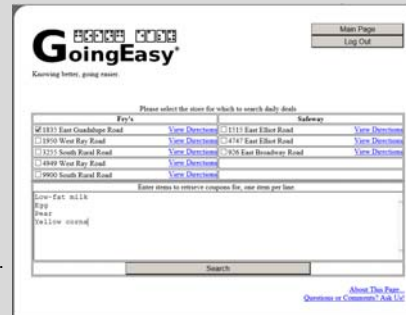 Main Page
Log Out
GoingEasy
Knowing better, going easier.
Please select the store for which to search daily deals
Fry's Safeway
1835 East Guadalupe Road View Directions 1515 East Elliot Road View Directions
1950 West Ray Road View Directions 4747 East Elliot Road View Directions
3255 South Rural Road View Directions 926 East Broadway Road View Directions
4949 West Ray Road View Directions
9900 South Rural Road View Directions
Enter items to retrieve coupons for, one item per line.
Low-fat milk
Egg
Pear
Yellow corns
Search
About This Page...
Questions or Comments? Ask Us!